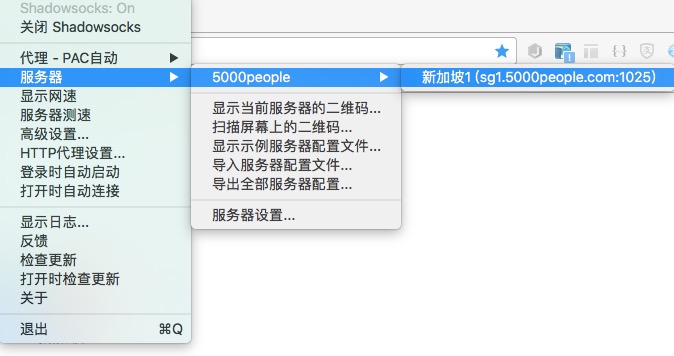 Shadowsocks: On
关闭 Shadowsocks
代理 - PAC自动
服务器
显示网速
服务器测速
高级设置...
HTTP代理设置...
登录时自动启动
打开时自动连接
显示日志...
反馈
检查更新
打开时检查更新
关于
退出 ⌘Q
5000people
显示当前服务器的二维码...
扫描屏幕上的二维码...
显示示例服务器配置文件...
导入服务器配置文件...
导出全部服务器配置...
服务器设置...
新加坡1 (sg1.5000people.com:1025)